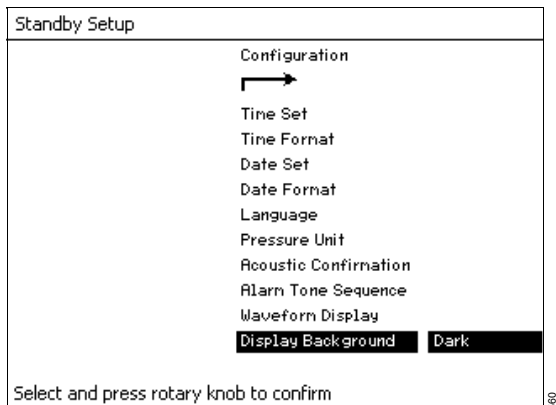 Standby Setup
Configuration
Time Set
Time Format
Date Set
Date Format
Language
Pressure Unit
Acoustic Confirmation
Alarm Tone Sequence
Waveform Display
Display Background Dark
Select and press rotary knob to confirm
60